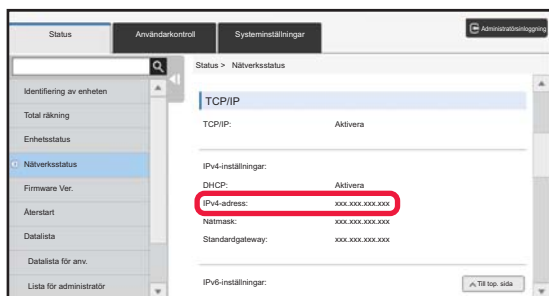 Status
Användarkontroll
Systeminställningar
Administratörsinloggning
Status > Nätverksstatus
Identifiering av enheten
Total räkning
Enhetsstatus
Nätverksstatus
Firmware Ver.
Återstart
Datalista
Datalista för anv.
Lista för administratör
TCP/IP
TCP/IP: Aktivera
IPv4-inställningar:
DHCP: Aktivera
IPv4-adress: xxx.xxx.xxx.xxx
Nätmask: xxx.xxx.xxx.xxx
Standardgateway: xxx.xxx.xxx.xxx
IPv6-inställningar:
Till top. sida